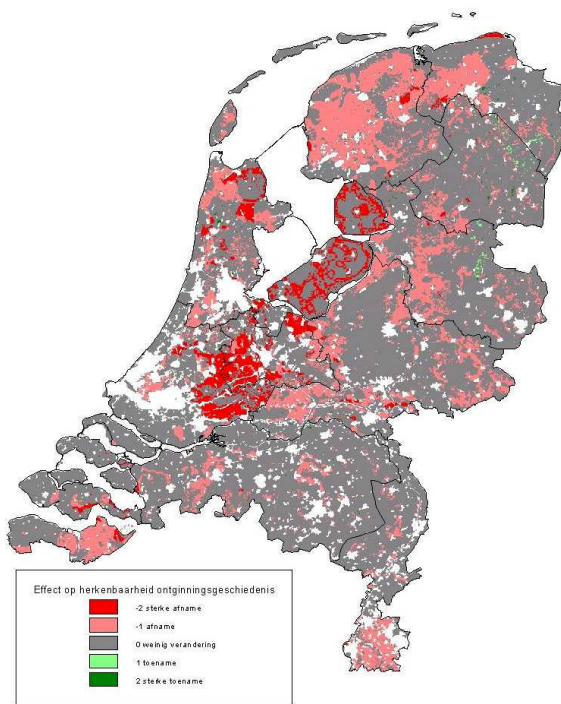 Effect op herkenbaarheid ontginningsgeschiedenis
-2 sterke afname
-1 afname
0 weinig verandering
1 toename
2 sterke toename